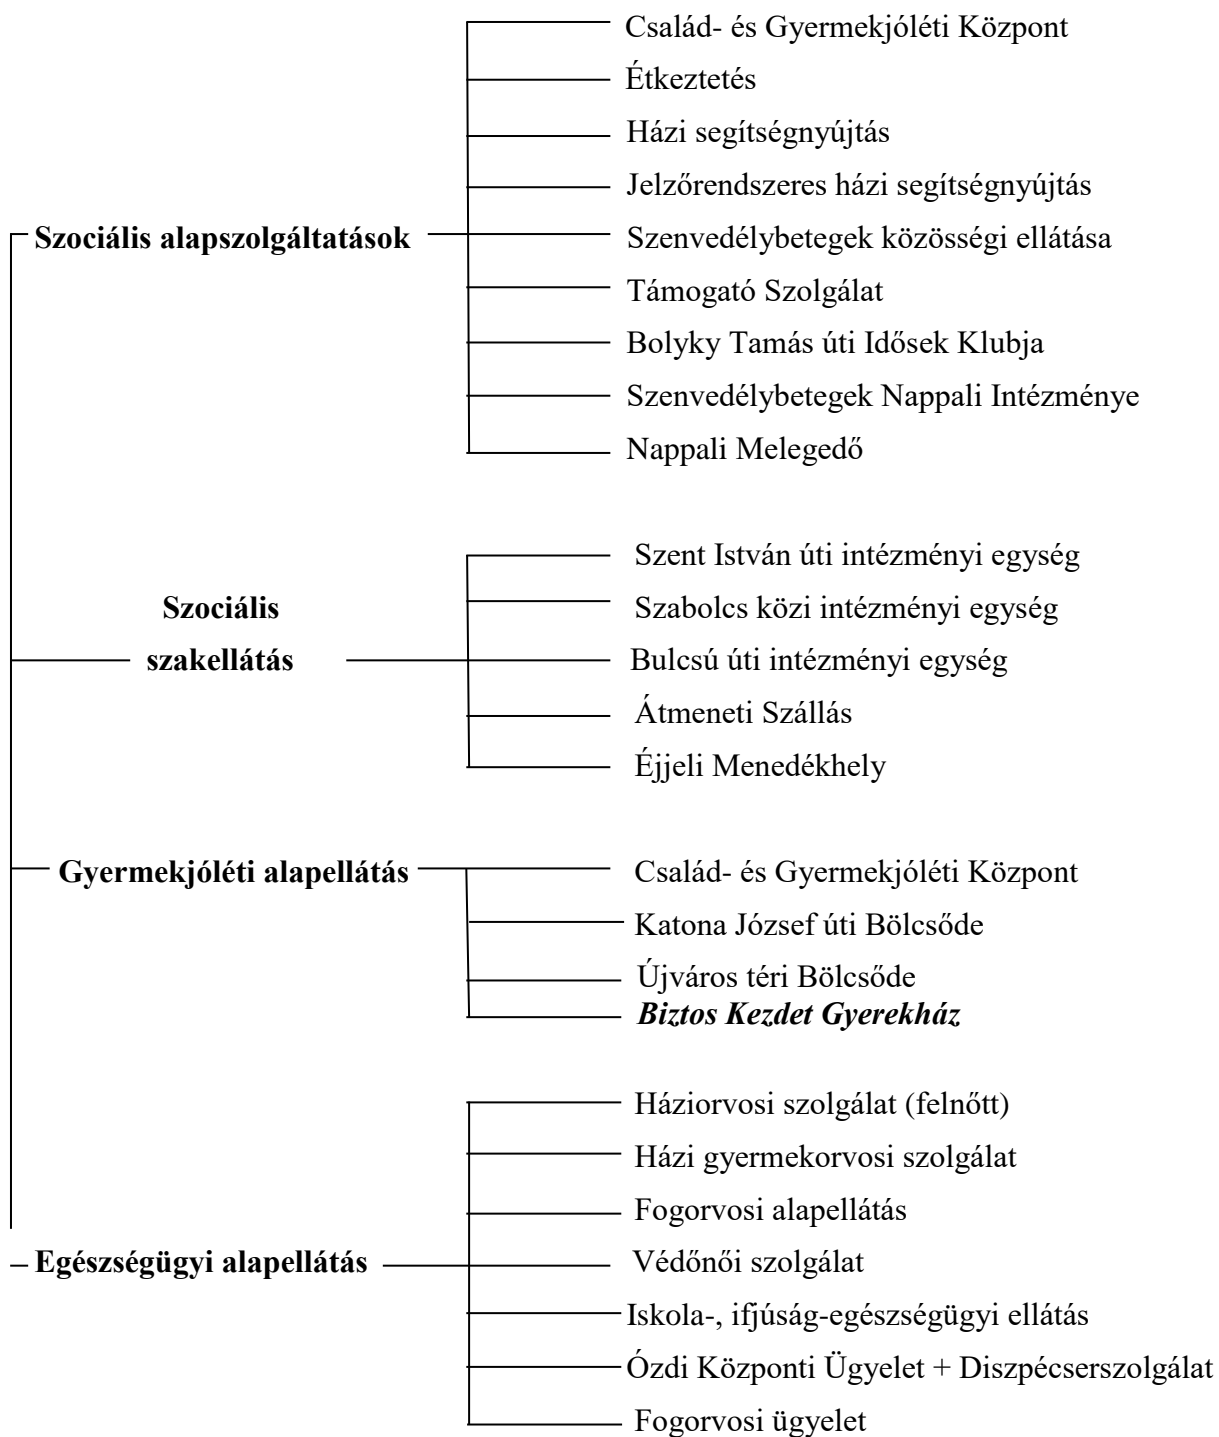 Család- és Gyermekjóléti Központ
Étkeztetés
Házi segítségnyújtás
Jelzőrendszeres házi segítségnyújtás
Szociális alapszolgáltatások
Szenvedélybetegek közösségi ellátása
Támogató Szolgálat
Bolyky Tamás úti Idősek Klubja
Szenvedélybetegek Nappali Intézménye
Nappali Melegedő
Szociális
szakellátás
Szent István úti intézményi egység
Szabolcs közi intézményi egység
Bulcsú úti intézményi egység
Átmeneti Szállás
Éjjeli Menedékhely
Gyermekjóléti alapellátás
Család- és Gyermekjóléti Központ
Katona József úti Bölcsőde
Újváros téri Bölcsőde
Biztos Kezdet Gyerekház
Háziorvosi szolgálat (felnőtt)
Házi gyermekorvosi szolgálat
Fogorvosi alapellátás
Egészségügyi alapellátás
Védőnői szolgálat
Iskola-, ifjúság-egészségügyi ellátás
Ózdi Központi Ügyelet + Diszpécserszolgálat
Fogorvosi ügyelet